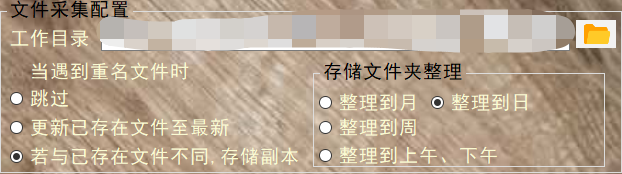 文件采集配置
工作目录
当遇到重名文件时
跳过
更新已存在文件至最新
若与已存在文件不同,存储副本
存储文件夹整理
整理到月 整理到日
整理到周
整理到上午、下午